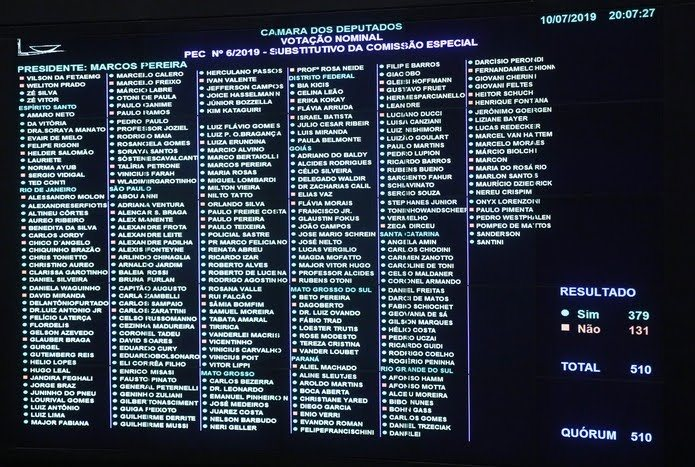 10/07/2019 20:07:27
CÂMARA DOS DEPUTADOS
VOTAÇÃO NOMINAL
PEC Nº 6/2019 - SUBSTITUTIVO DA COMISSÃO ESPECIAL
PRESIDENTE: MARCOS PEREIRA
VILSON DA FETAEMG
WELITON PRADO
ZÉ SILVA
ZÉ VITOR
ESPÍRITO SANTO
AMARO NETO
DA VITÓRIA
DRA.SORAYA MANATO
EVAIR DE MELO
FELIPE RIGONI
HELDER SALOMÃO
LAURIETE
NORMA AYUB
SERGIO VIDIGAL
TED CONTI
RIO DE JANEIRO
ALESSANDRO MOLON
ALEXANDRESERFIOTIS
ALTINEU CÔRTES
AUREO RIBEIRO
BENEDITA DA SILVA
CARLOS JORDY
CHICO D'ANGELO
CHIQUINHO BRAZÃO
CHRIS TONIETTO
CHRISTINO AUREO
CLARISSA GAROTINHO
DANIEL SILVEIRA
DANIELA WAGUINHO
DAVID MIRANDA
DELANTÔNIOFURTADO
DR.LUIZ ANTONIO JR
FELÍCIO LATERÇA
FLORDELIS
GELSON AZEVEDO
GLAUBER BRAGA
GURGEL
GUTEMBERG REIS
HELIO LOPES
HUGO LEAL
JANDIRA FEGHALI
JORGE BRAZ
JUNINHO DO PNEU
LOURIVAL GOMES
LUIZ ANTÔNIO
LUIZ LIMA
MAJOR FABIANA
MARCELO CALERO
MARCELO FREIXO
MÁRCIO LABRE
OTONI DE PAULA
PAULO GANIME
PAULO RAMOS
PEDRO PAULO
PROFESSOR JOZIEL
RODRIGO MAIA
ROSANGELA GOMES
SORAYA SANTOS
SÓSTENESCAVALCANTE
TALÍRIA PETRONE
VINICIUS FARAH
WLADIMIRGAROTINHO
SÃO PAULO
ABOU ANNI
ADRIANA VENTURA
ALENCAR S. BRAGA
ALEX MANENTE
ALEXANDRE FROTA
ALEXANDRE LEITE
ALEXANDRE PADILHA
ALEXIS FONTEYNE
ARLINDO CHINAGLIA
ARNALDO JARDIM
BALEIA ROSSI
BRUNA FURLAN
CAPITÃO AUGUSTO
CARLA ZAMBELLI
CARLOS SAMPAIO
CARLOS ZARATTINI
CELSO RUSSOMANNO
CEZINHA MADUREIRA
CORONEL TADEU
DAVID SOARES
EDUARDO CURY
EDUARDOBOLSONARO
ELI CORRÊA FILHO
ENRICO MISASI
FAUSTO PINATO
GENERAL PETERNELLI
GENINHO ZULIANI
GILBERTONASCIMENTO
GUIGA PEIXOTO
GUILHERME DERRITE
GUILHERME MUSSI
HERCULANO PASSOS
IVAN VALENTE
JEFFERSON CAMPOS
JOICE HASSELMANN
JÚNIOR BOZZELLA
KIM KATAGUIRI
LUIZ FLÁVIO GOMES
LUIZ P.O.BRAGANÇA
LUIZA ERUNDINA
MARCIO ALVINO
MARCO BERTAIOLLI
MARCOS PEREIRA
MARIA ROSAS
MIGUEL LOMBARDI
MILTON VIEIRA
NILTO TATTO
ORLANDO SILVA
PAULO FREIRE COSTA
PAULO PEREIRA
PAULO TEIXEIRA
POLICIAL SASTRE
PR MARCO FELICIANO
RENATA ABREU
RICARDO IZAR
ROBERTO ALVES
ROBERTO DE LUCENA
RODRIGO AGOSTINHO
ROSANA VALLE
RUI FALCÃO
SÂMIA BOMFIM
SAMUEL MOREIRA
TABATA AMARAL
TIRIRICA
VANDERLEI MACRIS
VICENTINHO
VINICIUS CARVALHO
VINICIUS POIT
VITOR LIPPI
MATO GROSSO
CARLOS BEZERRA
DR. LEONARDO
EMANUEL PINHEIRO N
JOSÉ MEDEIROS
JUAREZ COSTA
NELSON BARBUDO
NERI GELLER
PROFª ROSA NEIDE
DISTRITO FEDERAL
BIA KICIS
CELINA LEÃO
ERIKA KOKAY
FLÁVIA ARRUDA
ISRAEL BATISTA
JULIO CESAR RIBEIR
LUIS MIRANDA
PAULA BELMONTE
GOIÁS
ADRIANO DO BALDY
ALCIDES RODRIGUES
CÉLIO SILVEIRA
DELEGADO WALDIR
DR ZACHARIAS CALIL
ELIAS VAZ
FLÁVIA MORAIS
FRANCISCO JR.
GLAUSTIN FOKUS
JOÃO CAMPOS
JOSÉ MARIO SCHREIN
JOSÉ NELTO
LUCAS VERGILIO
MAGDA MOFATTO
MAJOR VITOR HUGO
PROFESSOR ALCIDES
RUBENS OTONI
MATO GROSSO DO SUL
BETO PEREIRA
DAGOBERTO
DR. LUIZ OVANDO
FÁBIO TRAD
LOESTER TRUTIS
ROSE MODESTO
TEREZA CRISTINA
VANDER LOUBET
PARANÁ
ALIEL MACHADO
ALINE SLEUTJES
AROLDO MARTINS
BOCA ABERTA
CHRISTIANE YARED
DIEGO GARCIA
ENIO VERRI
EVANDRO ROMAN
FELIPEFRANCISCHINI
FILIPE BARROS
GIACOBO
GLEISI HOFFMANN
GUSTAVO FRUET
HERMESPARCIANELLO
LEANDRE
LUCIANO DUCCI
LUISA CANZIANI
LUIZ NISHIMORI
LUIZÃO GOULART
PAULO MARTINS
PEDRO LUPION
RICARDO BARROS
RUBENS BUENO
SARGENTO FAHUR
SCHIAVINATO
SERGIO SOUZA
STEPHANES JUNIOR
TONINHOWANDSCHEER
VERMELHO
ZECA DIRCEU
SANTA CATARINA
ANGELA AMIN
CARLOS CHIODINI
CARMEN ZANOTTO
CAROLINE DE TONI
CELSO MALDANER
CORONEL ARMANDO
DANIEL FREITAS
DARCI DE MATOS
FABIO SCHIOCHET
GEOVANIA DE SÁ
GILSON MARQUES
HÉLIO COSTA
PEDRO UCZAI
RICARDO GUIDI
RODRIGO COELHO
ROGÉRIO PENINHA
RIO GRANDE DO SUL
AFONSO HAMM
AFONSO MOTTA
ALCEU MOREIRA
BIBO NUNES
BOHN GASS
CARLOS GOMES
DANIEL TRZECIAK
DANRLEI
DARCÍSIO PERONDI
FERNANDAMELCHIONNA
GIOVANI CHERINI
GIOVANI FELTES
HEITOR SCHUCH
HENRIQUE FONTANA
JERÔNIMO GOERGEN
LIZIANE BAYER
LUCAS REDECKER
MARCEL VAN HATTEM
MARCELO MORAES
MÁRCIO BIOLCHI
MARCON
MARIA DO ROSÁRIO
MARLON SANTOS
MAURÍCIO DZIEDRICK
NEREU CRISPIM
ONYX LORENZONI
PAULO PIMENTA
PEDRO WESTPHALEN
POMPEO DE MATTOS
SANDERSON
SANTINI
RESULTADO
Sim 379
Não 131
TOTAL 510
QUÓRUM 510